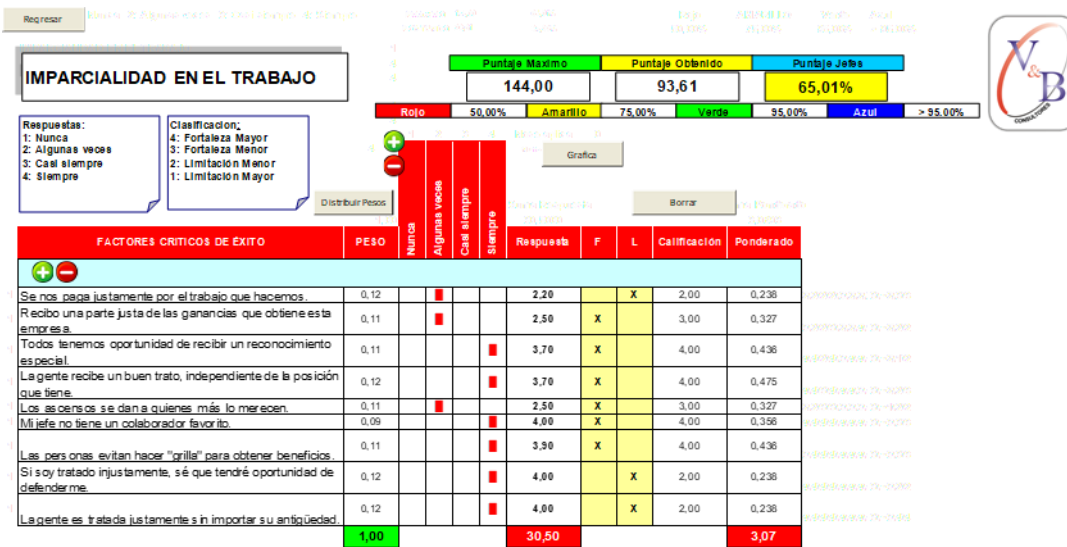 Regresar
IMPARCIALIDAD EN EL TRABAJO
Puntaje Maximo Puntaje Obtenido Puntaje Jefes
144,00 93,61 65,01%
Rojo 50,00% Amarillo 75,00% Verde 95,00% Azul > 95.00%
V&B
CONSULTORES
Respuestas:
1: Nunca
2: Algunas veces
3: Casi siempre
4: Siempre
Clasificacion:
4: Fortaleza Mayor
3: Fortaleza Menor
2: Limitación Menor
1: Limitación Mayor
Grafica
Distribuir Pesos
Borrar
FACTORES CRITICOS DE ÉXITO PESO Nunca Algunas veces Casi siempre Siempre Respuesta F L Calificación Ponderado
Se nos paga justamente por el trabajo que hacemos. 0,12 2,20 X 2,00 0,238
Recibo una parte justa de las ganancias que obtiene esta
empresa. 0,11 2,50 X 3,00 0,327
Todos tenemos oportunidad de recibir un reconocimiento
especial. 0,11 3,70 X 4,00 0,436
La gente recibe un buen trato, independiente de la posición
que tiene. 0,12 3,70 X 4,00 0,475
Los ascensos se dan a quienes más lo merecen. 0,11 2,50 X 3,00 0,327
Mi jefe no tiene un colaborador favorito. 0,09 4,00 X 4,00 0,356
Las personas evitan hacer "grilla" para obtener beneficios. 0,11 3,90 X 4,00 0,436
Si soy tratado injustamente, sé que tendré oportunidad de
defenderme. 0,12 4,00 X 2,00 0,238
La gente es tratada justamente sin importar su antigüedad. 0,12 4,00 X 2,00 0,238
1,00 30,50 3,07